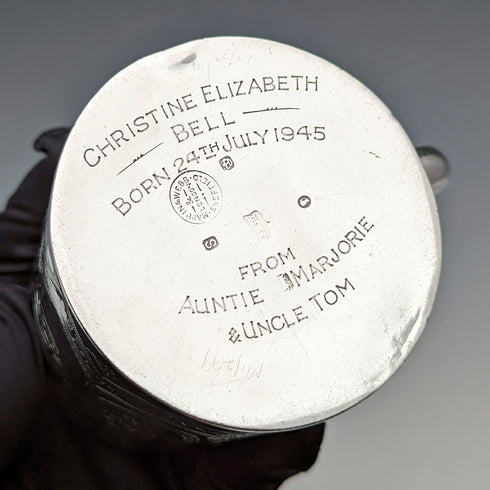 CHRISTINE ELIZABETH
BELL
BORN 24TH JULY 1945
FROM
AUNTIE MARJORIE
& UNCLE TOM